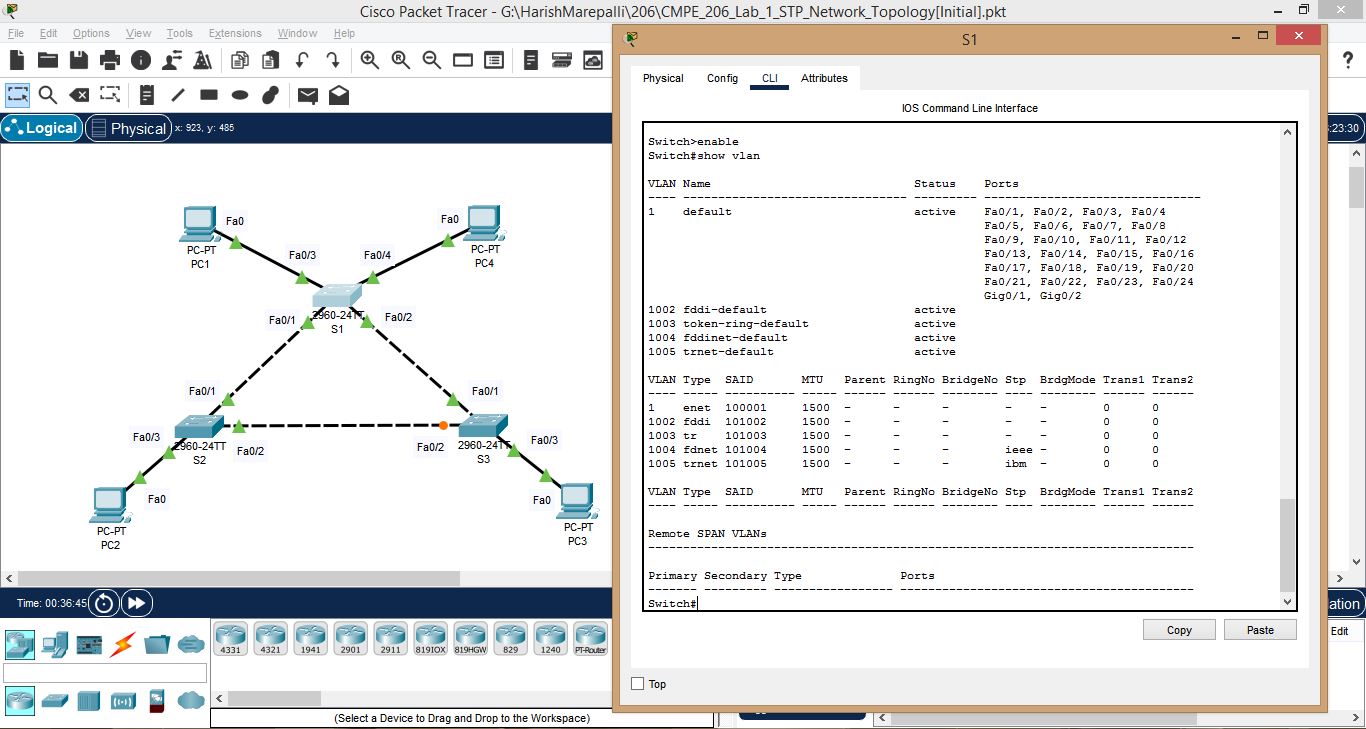 Cisco Packet Tracer - G:\HarishMarepalli\206\CMPE_206_Lab_1_STP_Network_Topology[Initial].pkt
File Edit Options View Tools Extensions Window Help
Logical Physical x: 923, y: 485
:23:30
Fa0
PC-PT
PC1
Fa0
PC-PT
PC4
Fa0/3
Fa0/4
2960-24TT
S1
Fa0/1
Fa0/2
Fa0/1
Fa0/1
Fa0/3
2960-24TT
S2
Fa0/2
Fa0/2
2960-24TT
S3
Fa0/3
Fa0
PC-PT
PC2
Fa0
PC-PT
PC3
Time: 00:36:45
4331 4321 1941 2901 2911 819IOX 819HGW 829 1240 PT-Router
(Select a Device to Drag and Drop to the Workspace)
S1
Physical Config CLI Attributes
IOS Command Line Interface
Switch>enable
Switch#show vlan
VLAN Name Status Ports
---- -------------------------------- --------- -------------------------------
1 default active Fa0/1, Fa0/2, Fa0/3, Fa0/4
Fa0/5, Fa0/6, Fa0/7, Fa0/8
Fa0/9, Fa0/10, Fa0/11, Fa0/12
Fa0/13, Fa0/14, Fa0/15, Fa0/16
Fa0/17, Fa0/18, Fa0/19, Fa0/20
Fa0/21, Fa0/22, Fa0/23, Fa0/24
Gig0/1, Gig0/2
1002 fddi-default active
1003 token-ring-default active
1004 fddinet-default active
1005 trnet-default active
VLAN Type SAID MTU Parent RingNo BridgeNo Stp BrdgMode Trans1 Trans2
---- ----- ---------- ----- ------ ------ -------- ---- -------- ------ ------
1 enet 100001 1500 - - - - - 0 0
1002 fddi 101002 1500 - - - - - 0 0
1003 tr 101003 1500 - - - - - 0 0
1004 fdnet 101004 1500 - - - ieee - 0 0
1005 trnet 101005 1500 - - - ibm - 0 0
VLAN Type SAID MTU Parent RingNo BridgeNo Stp BrdgMode Trans1 Trans2
---- ----- ---------- ----- ------ ------ -------- ---- -------- ------ ------
Remote SPAN VLANs
------------------------------------------------------------------------------
Primary Secondary Type Ports
------- --------- ----------------- ------------------------------------------
Switch#
Copy Paste
Top
ation
Edit